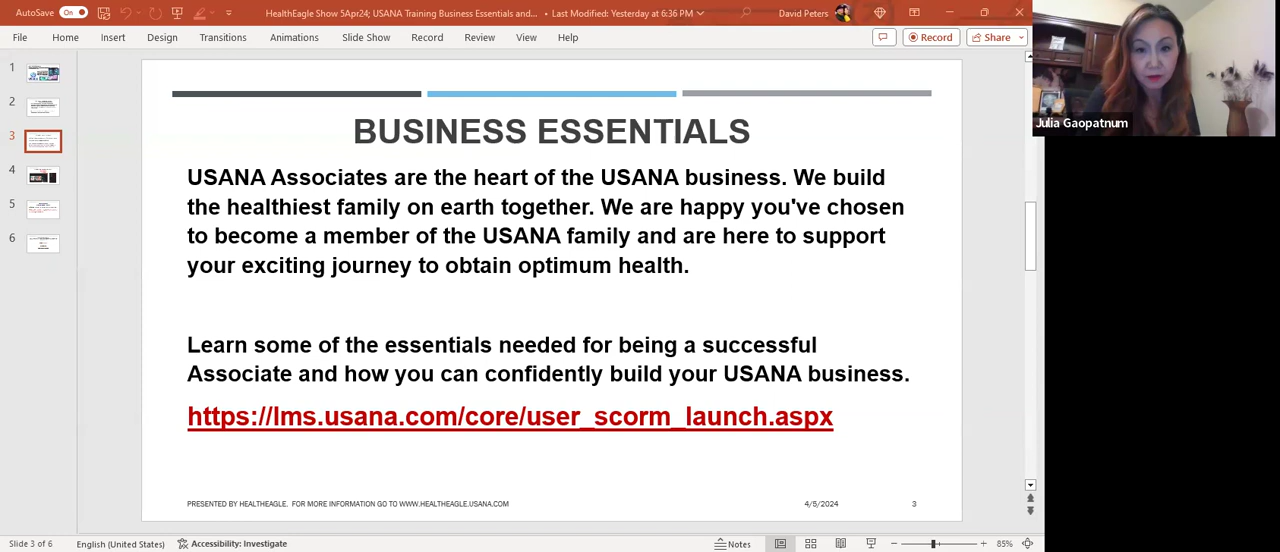 AutoSave On HealthEagle Show 5Apr24; USANA Training Business Essentials and... • Last Modified: Yesterday at 6:36 PM David Peters
File Home Insert Design Transitions Animations Slide Show Record Review View Help Record Share
Julia Gaopatnum
1
2
3
4
5
6
BUSINESS ESSENTIALS
USANA Associates are the heart of the USANA business. We build
the healthiest family on earth together. We are happy you've chosen
to become a member of the USANA family and are here to support
your exciting journey to obtain optimum health.
Learn some of the essentials needed for being a successful
Associate and how you can confidently build your USANA business.
https://lms.usana.com/core/user_scorm_launch.aspx
PRESENTED BY HEALTHEAGLE. FOR MORE INFORMATION GO TO WWW.HEALTHEAGLE.USANA.COM 4/5/2024 3
Slide 3 of 6 English (United States) Accessibility: Investigate Notes 85%